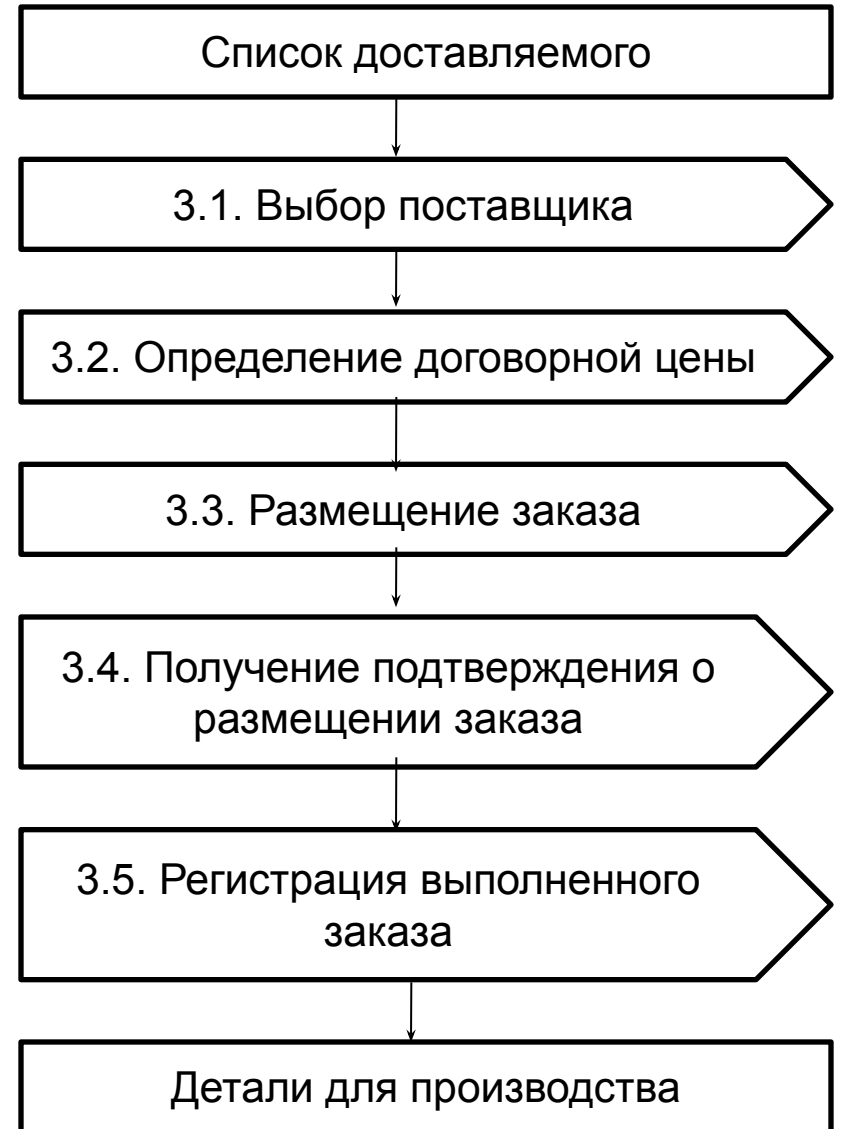 Список доставляемого
3.1. Выбор поставщика
3.2. Определение договорной цены
3.3. Размещение заказа
3.4. Получение подтверждения о
размещении заказа
3.5. Регистрация выполненного
заказа
Детали для производства